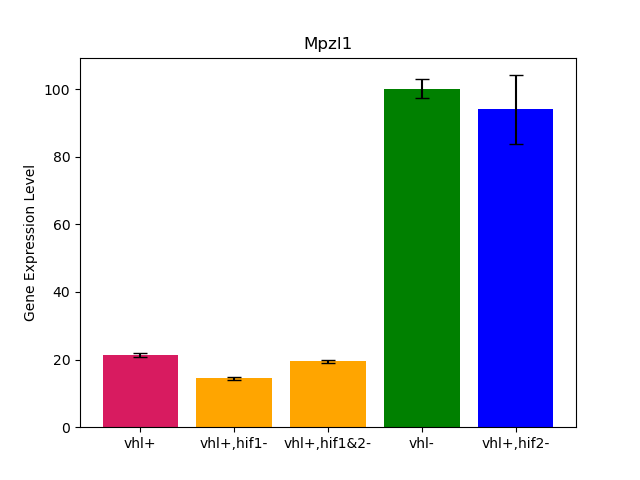 Mpzl1
Gene Expression Level
100
80
60
40
20
0
vhl+
vhl+,hif1-
vhl+,hif1&2-
vhl-
vhl+,hif2-